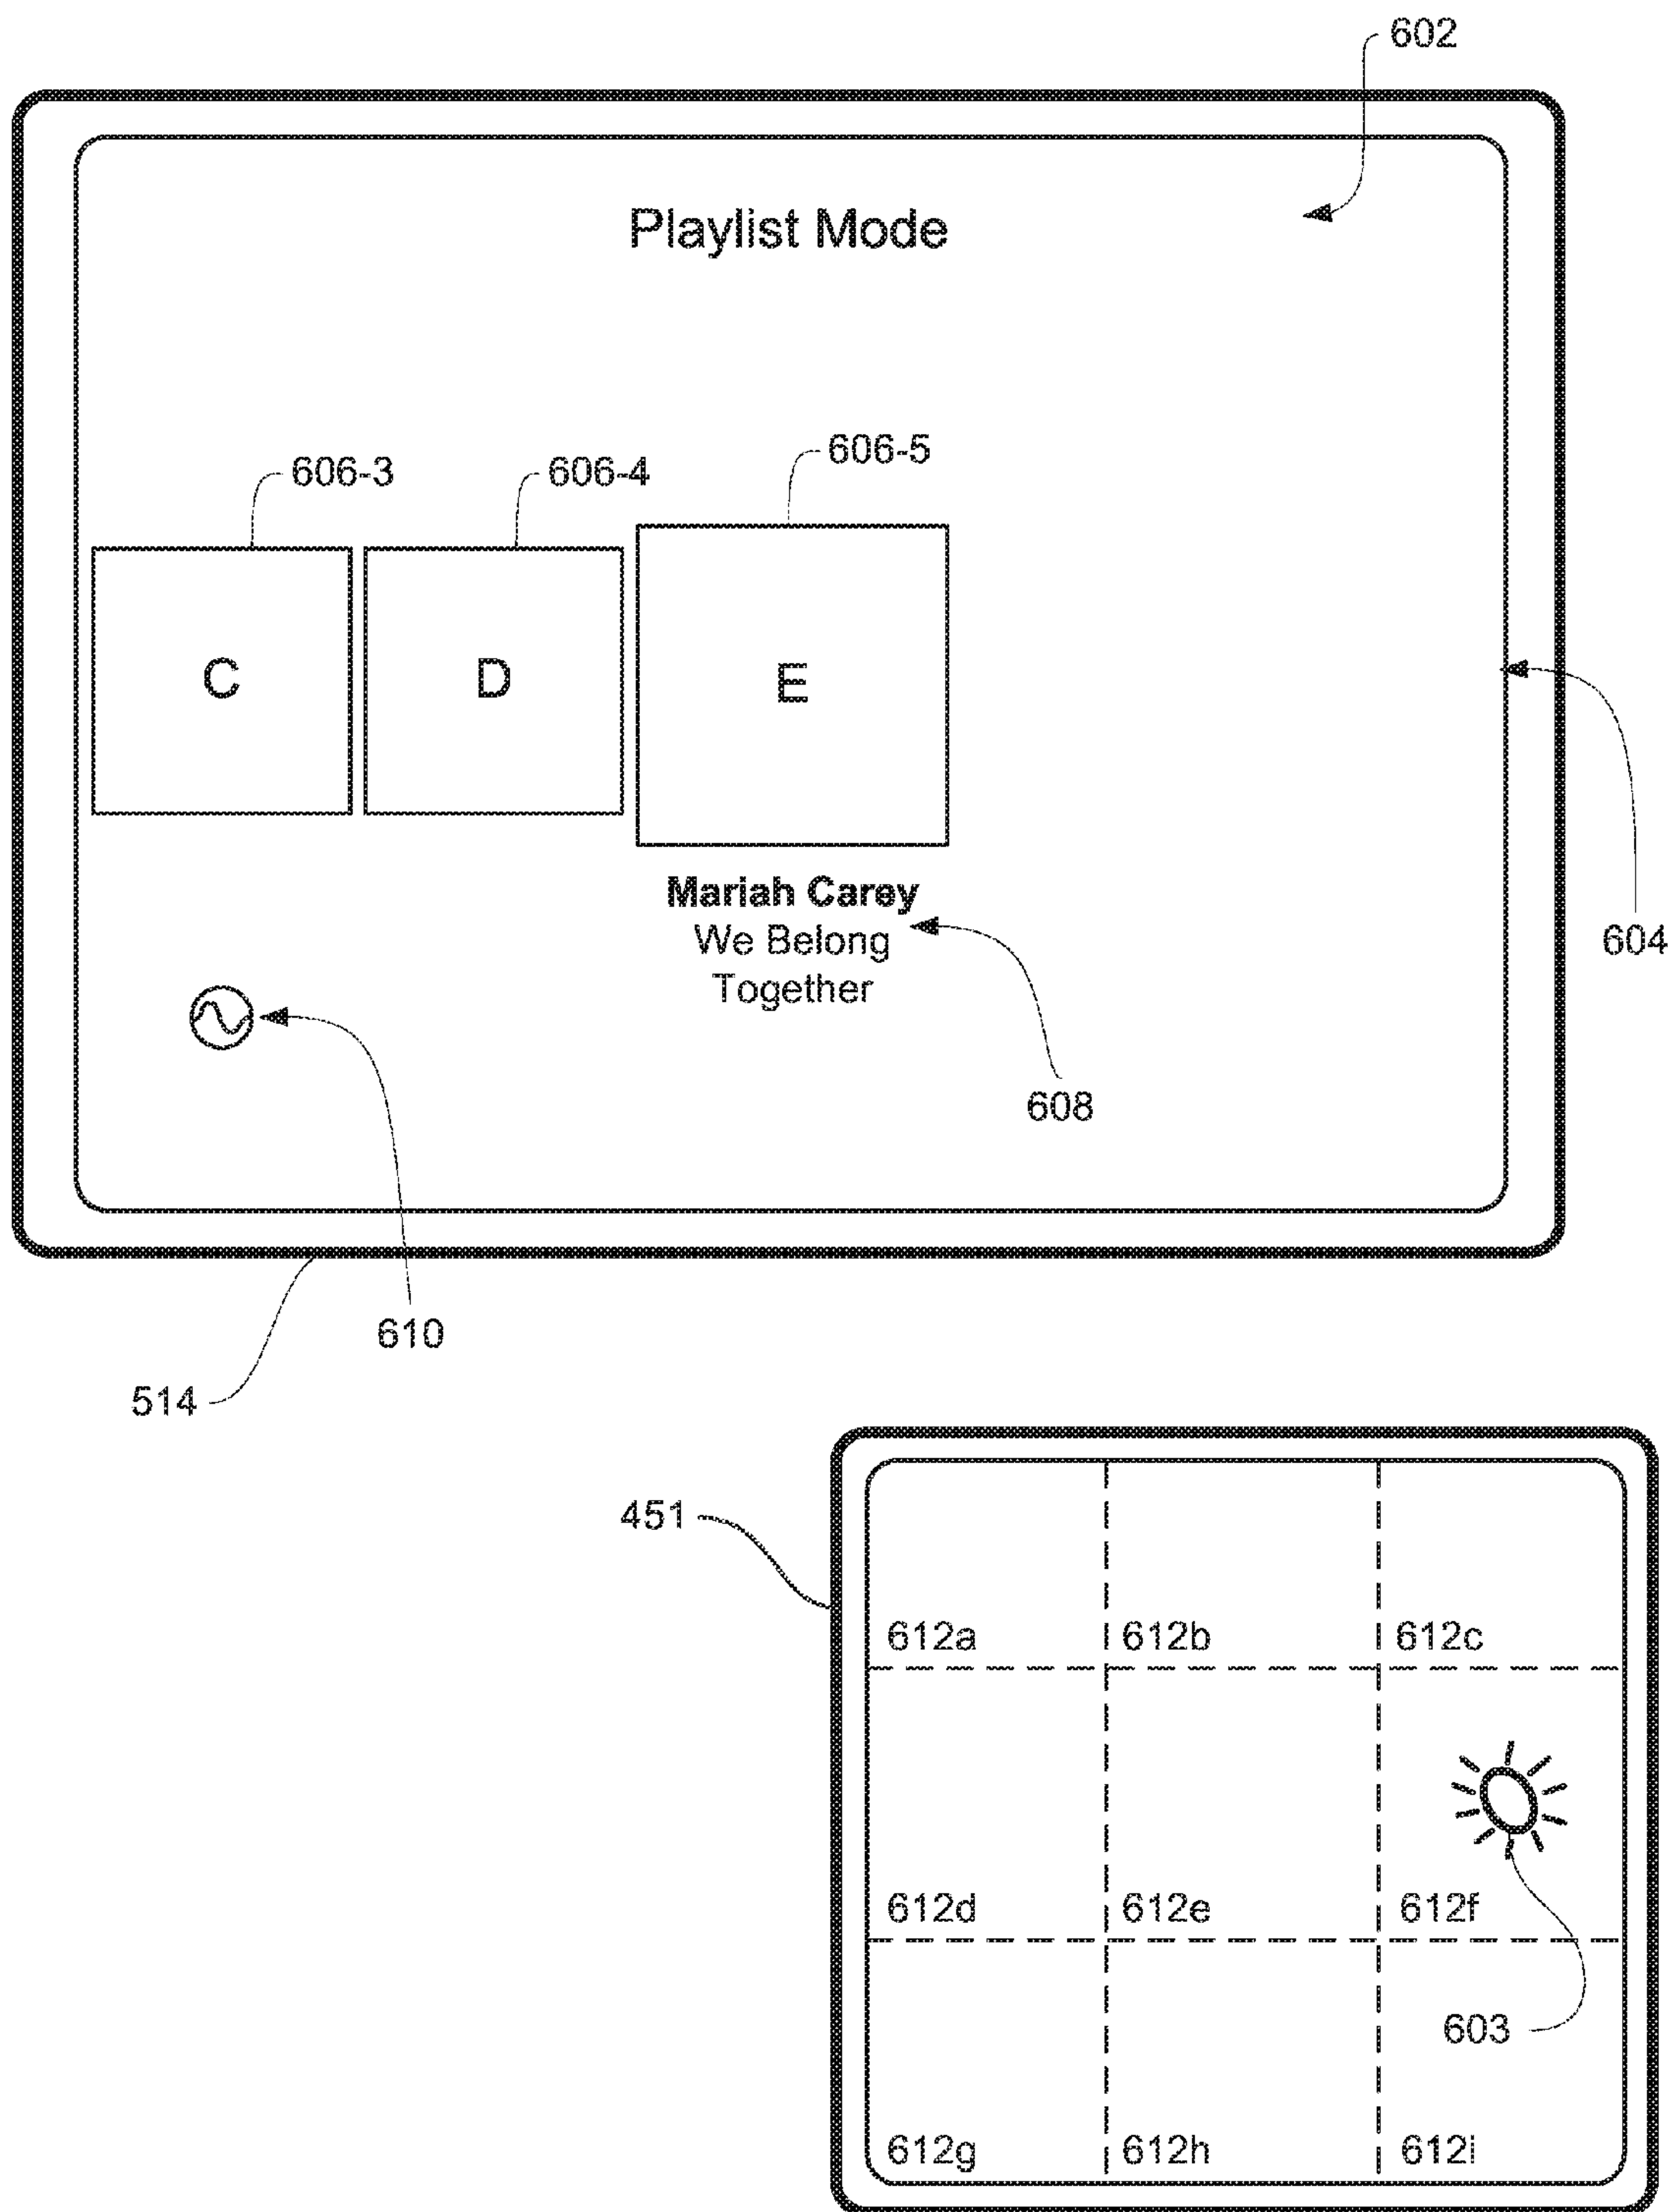 602
Playlist Mode
606-3
606-4
606-5
C
D
E
Mariah Carey
We Belong
Together
604
608
610
514
451
612a
612b
612c
612d
612e
612f
603
612g
612h
612i